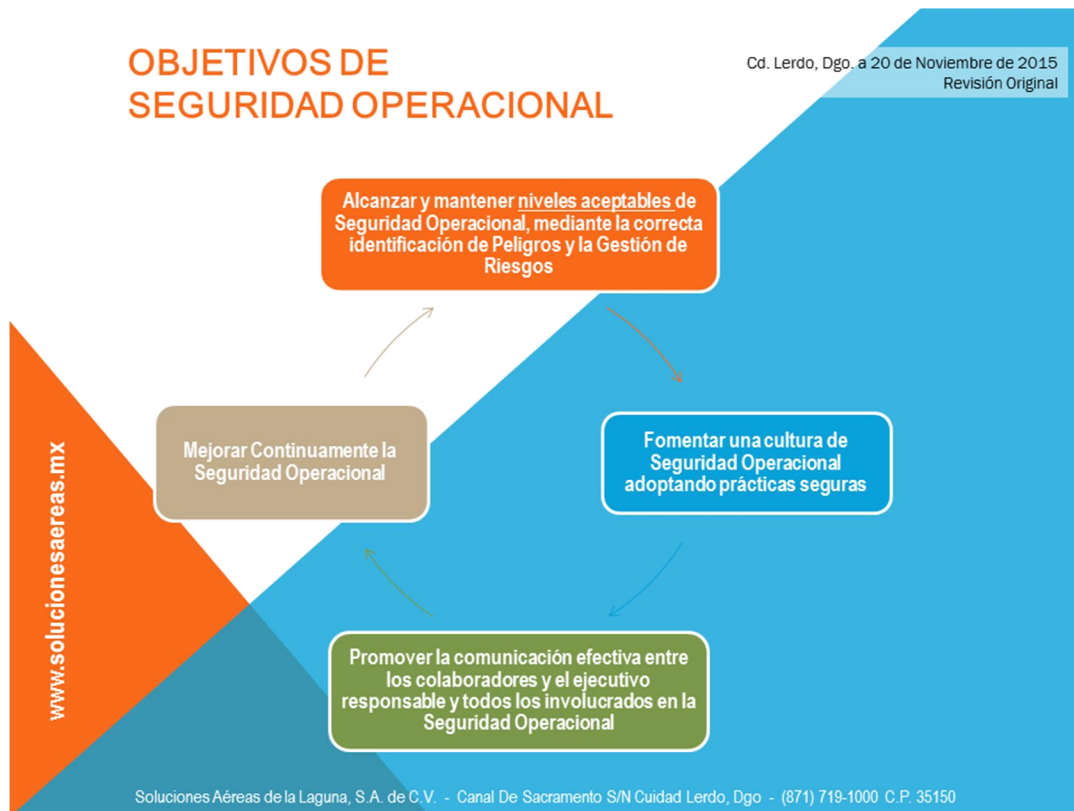 OBJETIVOS DE
SEGURIDAD OPERACIONAL
Cd. Lerdo, Dgo. a 20 de Noviembre de 2015
Revisión Original
Alcanzar y mantener niveles aceptables de
Seguridad Operacional, mediante la correcta
identificación de Peligros y la Gestión de
Riesgos
Fomentar una cultura de
Seguridad Operacional
adoptando prácticas seguras
Promover la comunicación efectiva entre
los colaboradores y el ejecutivo
responsable y todos los involucrados en la
Seguridad Operacional
Mejorar Continuamente la
Seguridad Operacional
www.solucionesaereas.mx
Soluciones Aéreas de la Laguna, S.A. de C.V. - Canal De Sacramento S/N Cuidad Lerdo, Dgo - (871) 719-1000 C.P. 35150